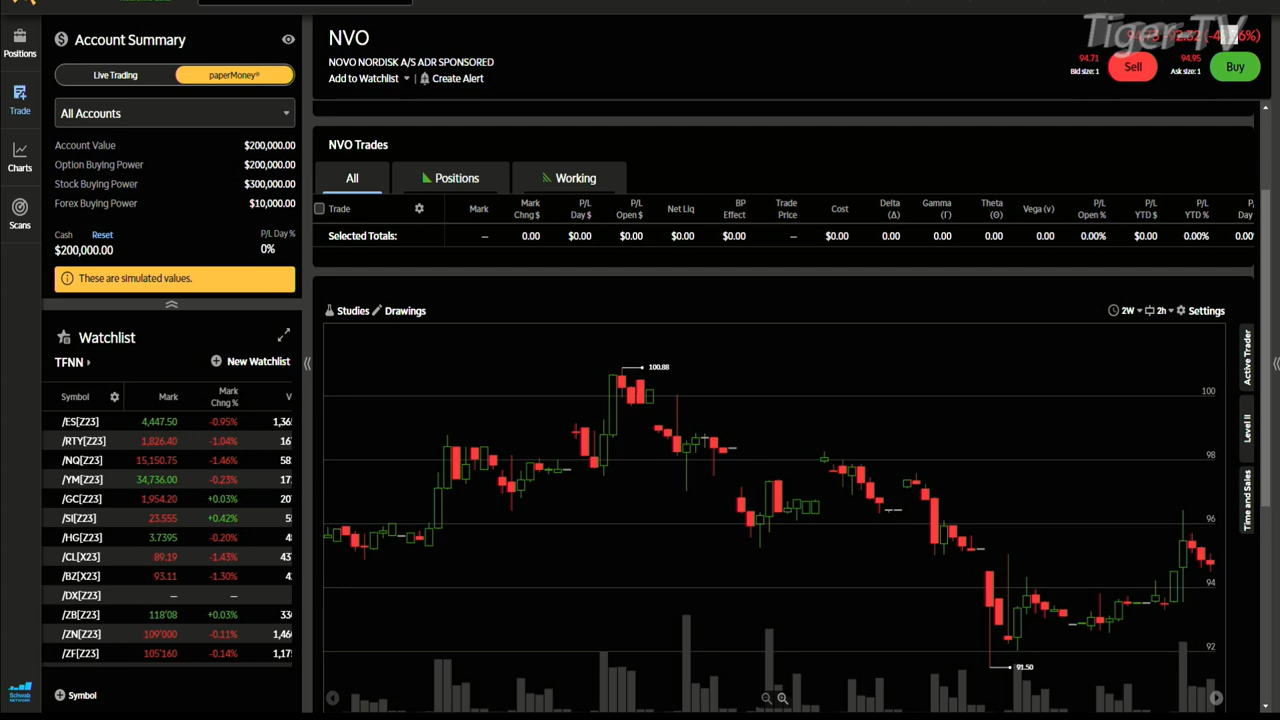 Account Summary
Live Trading
paperMoney®
All Accounts
Account Value $200,000.00
Option Buying Power $200,000.00
Stock Buying Power $300,000.00
Forex Buying Power $10,000.00
Cash Reset P/L Day %
$200,000.00 0%
These are simulated values.
Watchlist
TFNN
New Watchlist
Symbol Mark Mark Chng % V
/ES[Z23] 4,447.50 -0.95%
/RTY[Z23] 1,826.40 -1.04%
/NQ[Z23] 15,150.75 -1.46%
/YM[Z23] 34,736.00 -0.23%
/GC[Z23] 1,954.20 +0.03%
/SI[Z23] 23.555 +0.42%
/HG[Z23] 3.7395 -0.20%
/CL[X23] 89.19 -1.43%
/BZ[X23] 93.11 -1.30%
/DX[Z23] — —
/ZB[Z23] 118'08 +0.03%
/ZN[Z23] 109'000 -0.11%
/ZF[Z23] 105'160 -0.14%
Symbol
Positions
Trade
Charts
Scans
Schwab
NETWORK
NVO
NOVO NORDISK A/S ADR SPONSORED
Add to Watchlist
Create Alert
Tiger-TV
94.71
Bid size: 1
Sell
94.95
Ask size: 1
Buy
NVO Trades
All
Positions
Working
Trade Mark Mark Chng $ P/L Day $ P/L Open $ Net Liq BP Effect Trade Price Cost Delta (Δ) Gamma (Γ) Theta (Θ) Vega (v) P/L Open % P/L YTD $ P/L YTD % P/L Day
Selected Totals: — 0.00 $0.00 $0.00 $0.00 $0.00 — $0.00 0.00 0.00 0.00 0.00 0.00% $0.00 0.00% 0.00
Studies
Drawings
2W
2h
Settings
100.88
91.50
100
98
96
94
92
Active Trader
Level II
Time and Sales